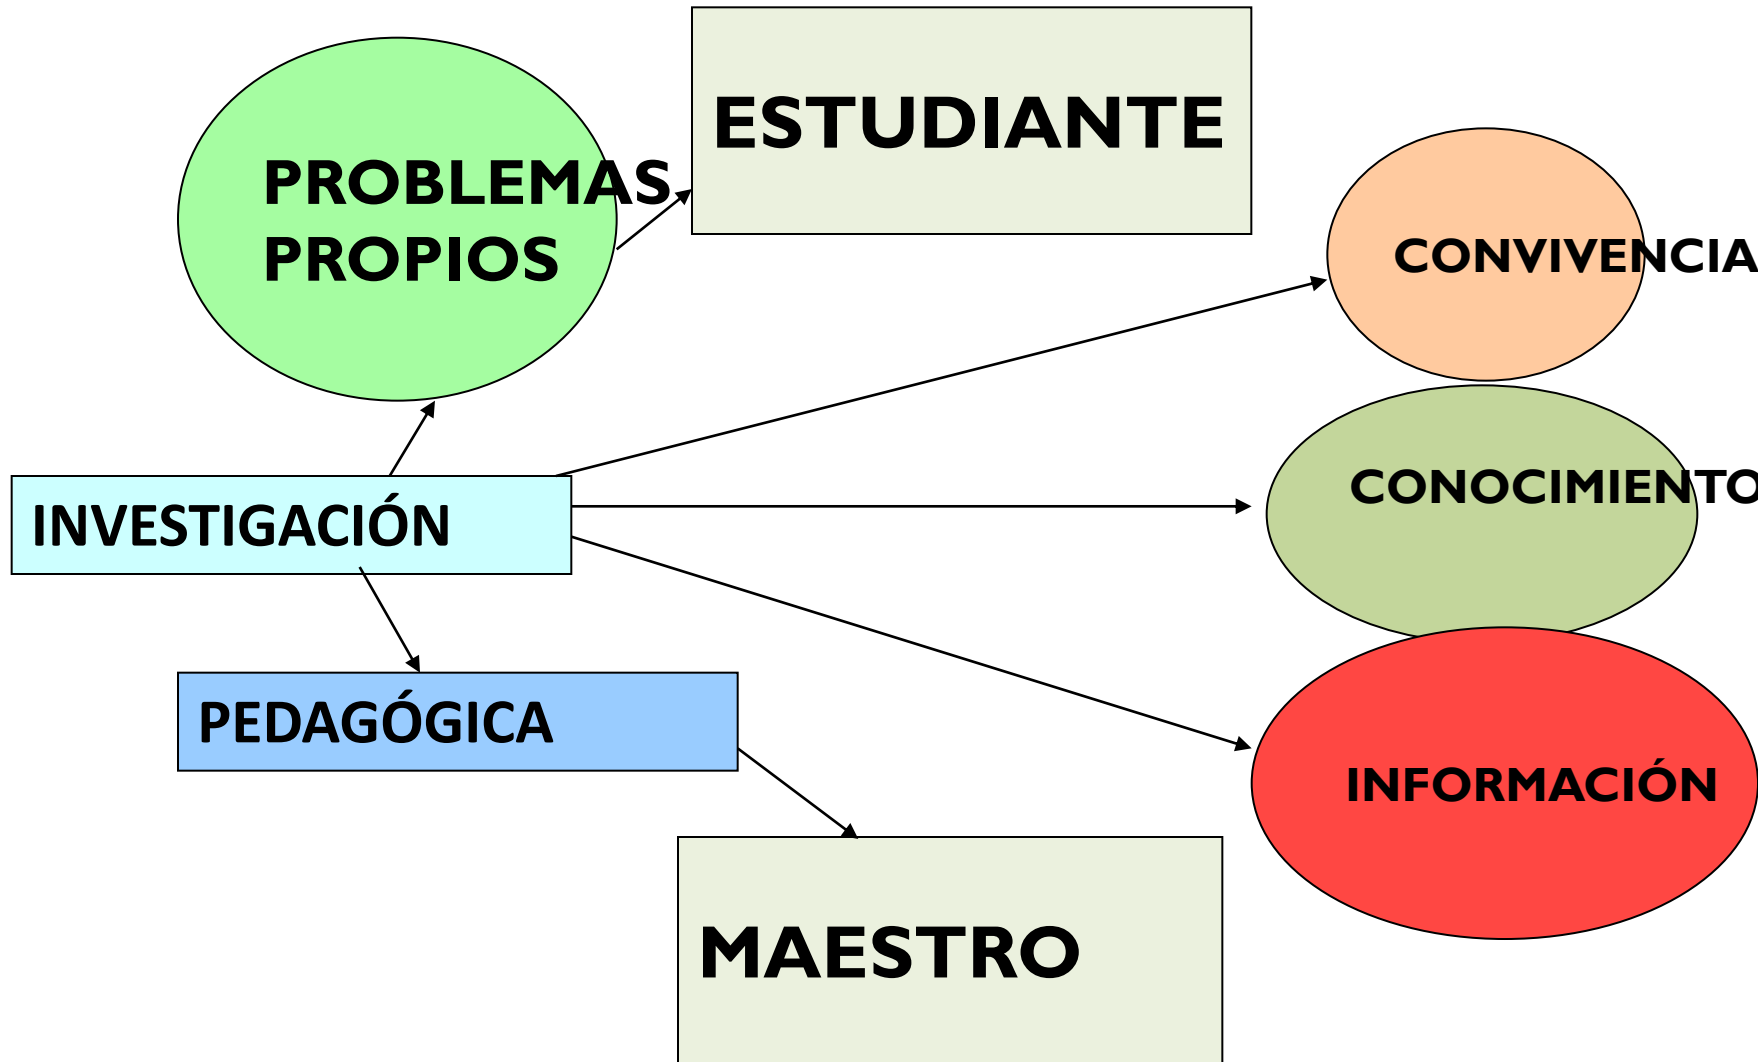 ESTUDIANTE
PROBLEMAS
PROPIOS
CONVIVENCIA
CONOCIMIENTO
INVESTIGACIÓN
PEDAGÓGICA
INFORMACIÓN
MAESTRO